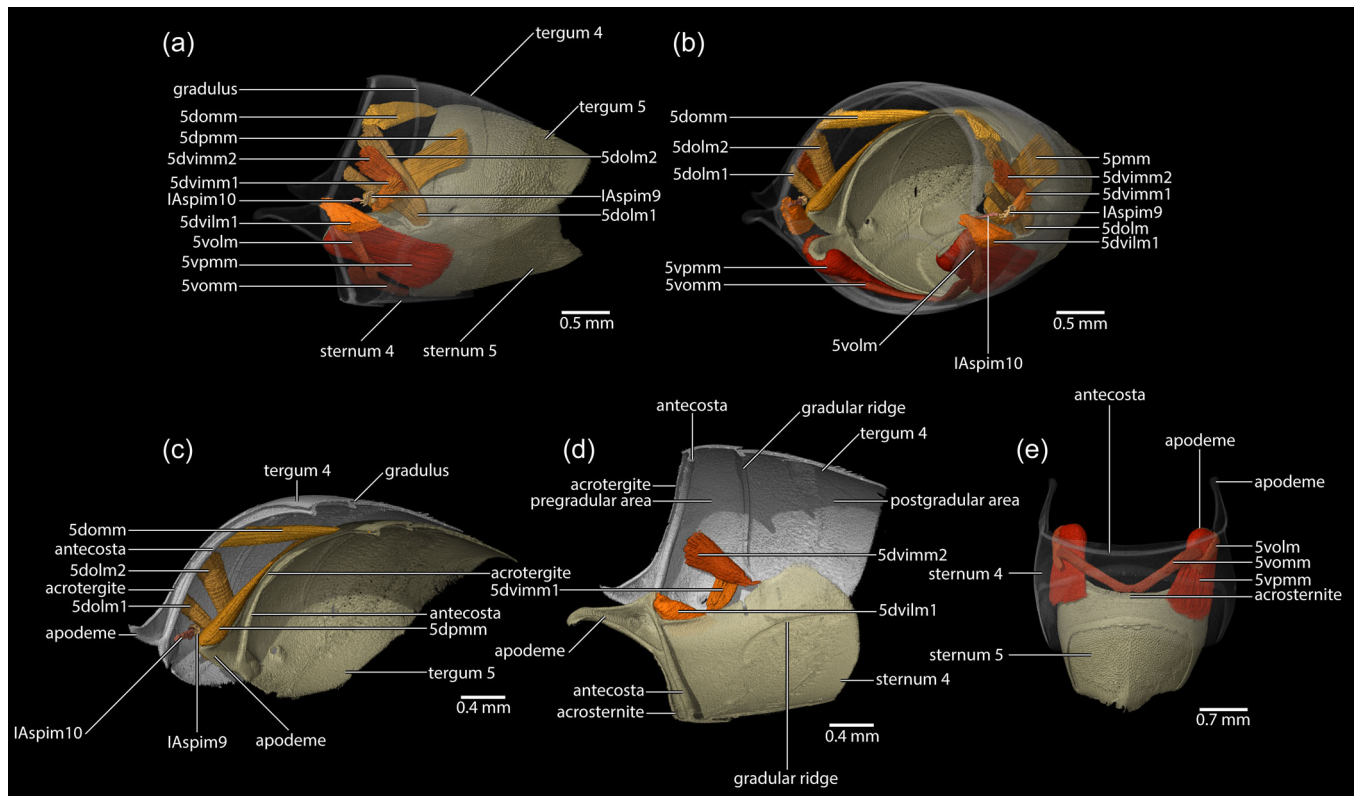 (a)
tergum 4
gradulus
5domm
5dpmm
5dvimm2
5dvimm1
IAspim10
5dvilm1
5volm
5vpmm
5vomm
tergum 5
5dolm2
IAspim9
5dolm1
sternum 4
sternum 5
0.5 mm
(b)
5domm
5dolm2
5dolm1
5vpmm
5vomm
5volm
IAspim10
5pmm
5dvimm2
5dvimm1
IAspim9
5dolm
5dvilm1
0.5 mm
(c)
tergum 4
gradulus
5domm
antecosta
5dolm2
acrotergite
5dolm1
apodeme
IAspim10
IAspim9
apodeme
acrotergite
antecosta
5dpmm
tergum 5
0.4 mm
(d)
antecosta
gradular ridge
tergum 4
acrotergite
pregradular area
postgradular area
5dvimm2
5dvimm1
5dvilm1
apodeme
antecosta
acrosternite
sternum 4
0.4 mm
gradular ridge
(e)
antecosta
apodeme
apodeme
5volm
5vomm
5vpmm
acrosternite
sternum 4
sternum 5
0.7 mm